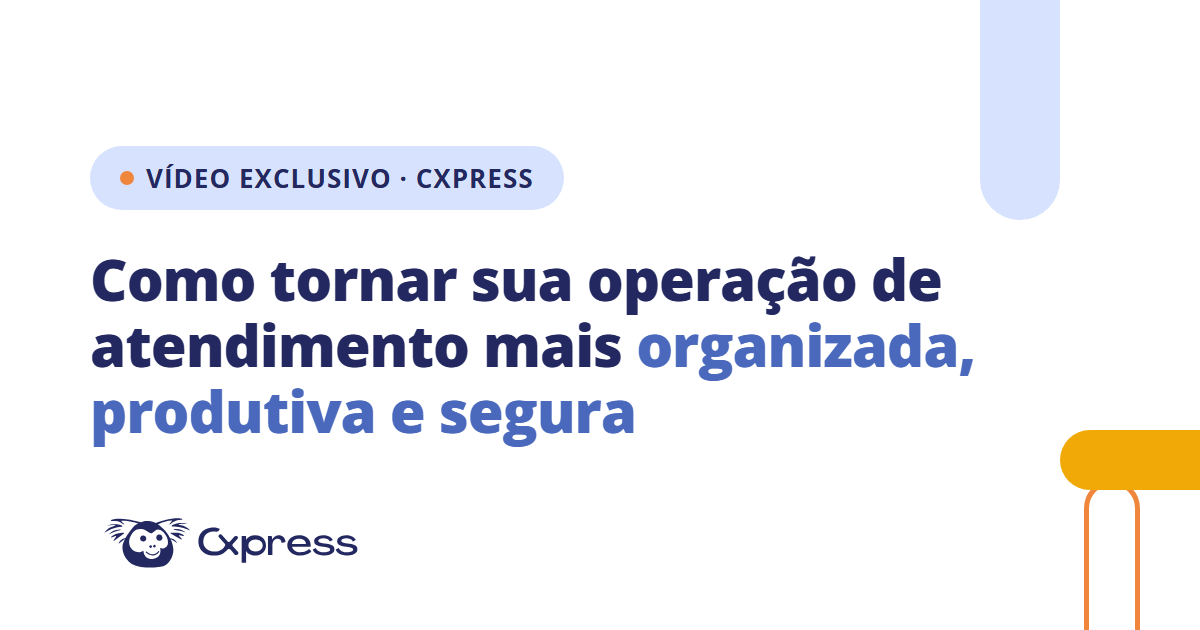 VÍDEO EXCLUSIVO · CXPRESS
Como tornar sua operação de
atendimento mais organizada,
produtiva e segura
Cxpress